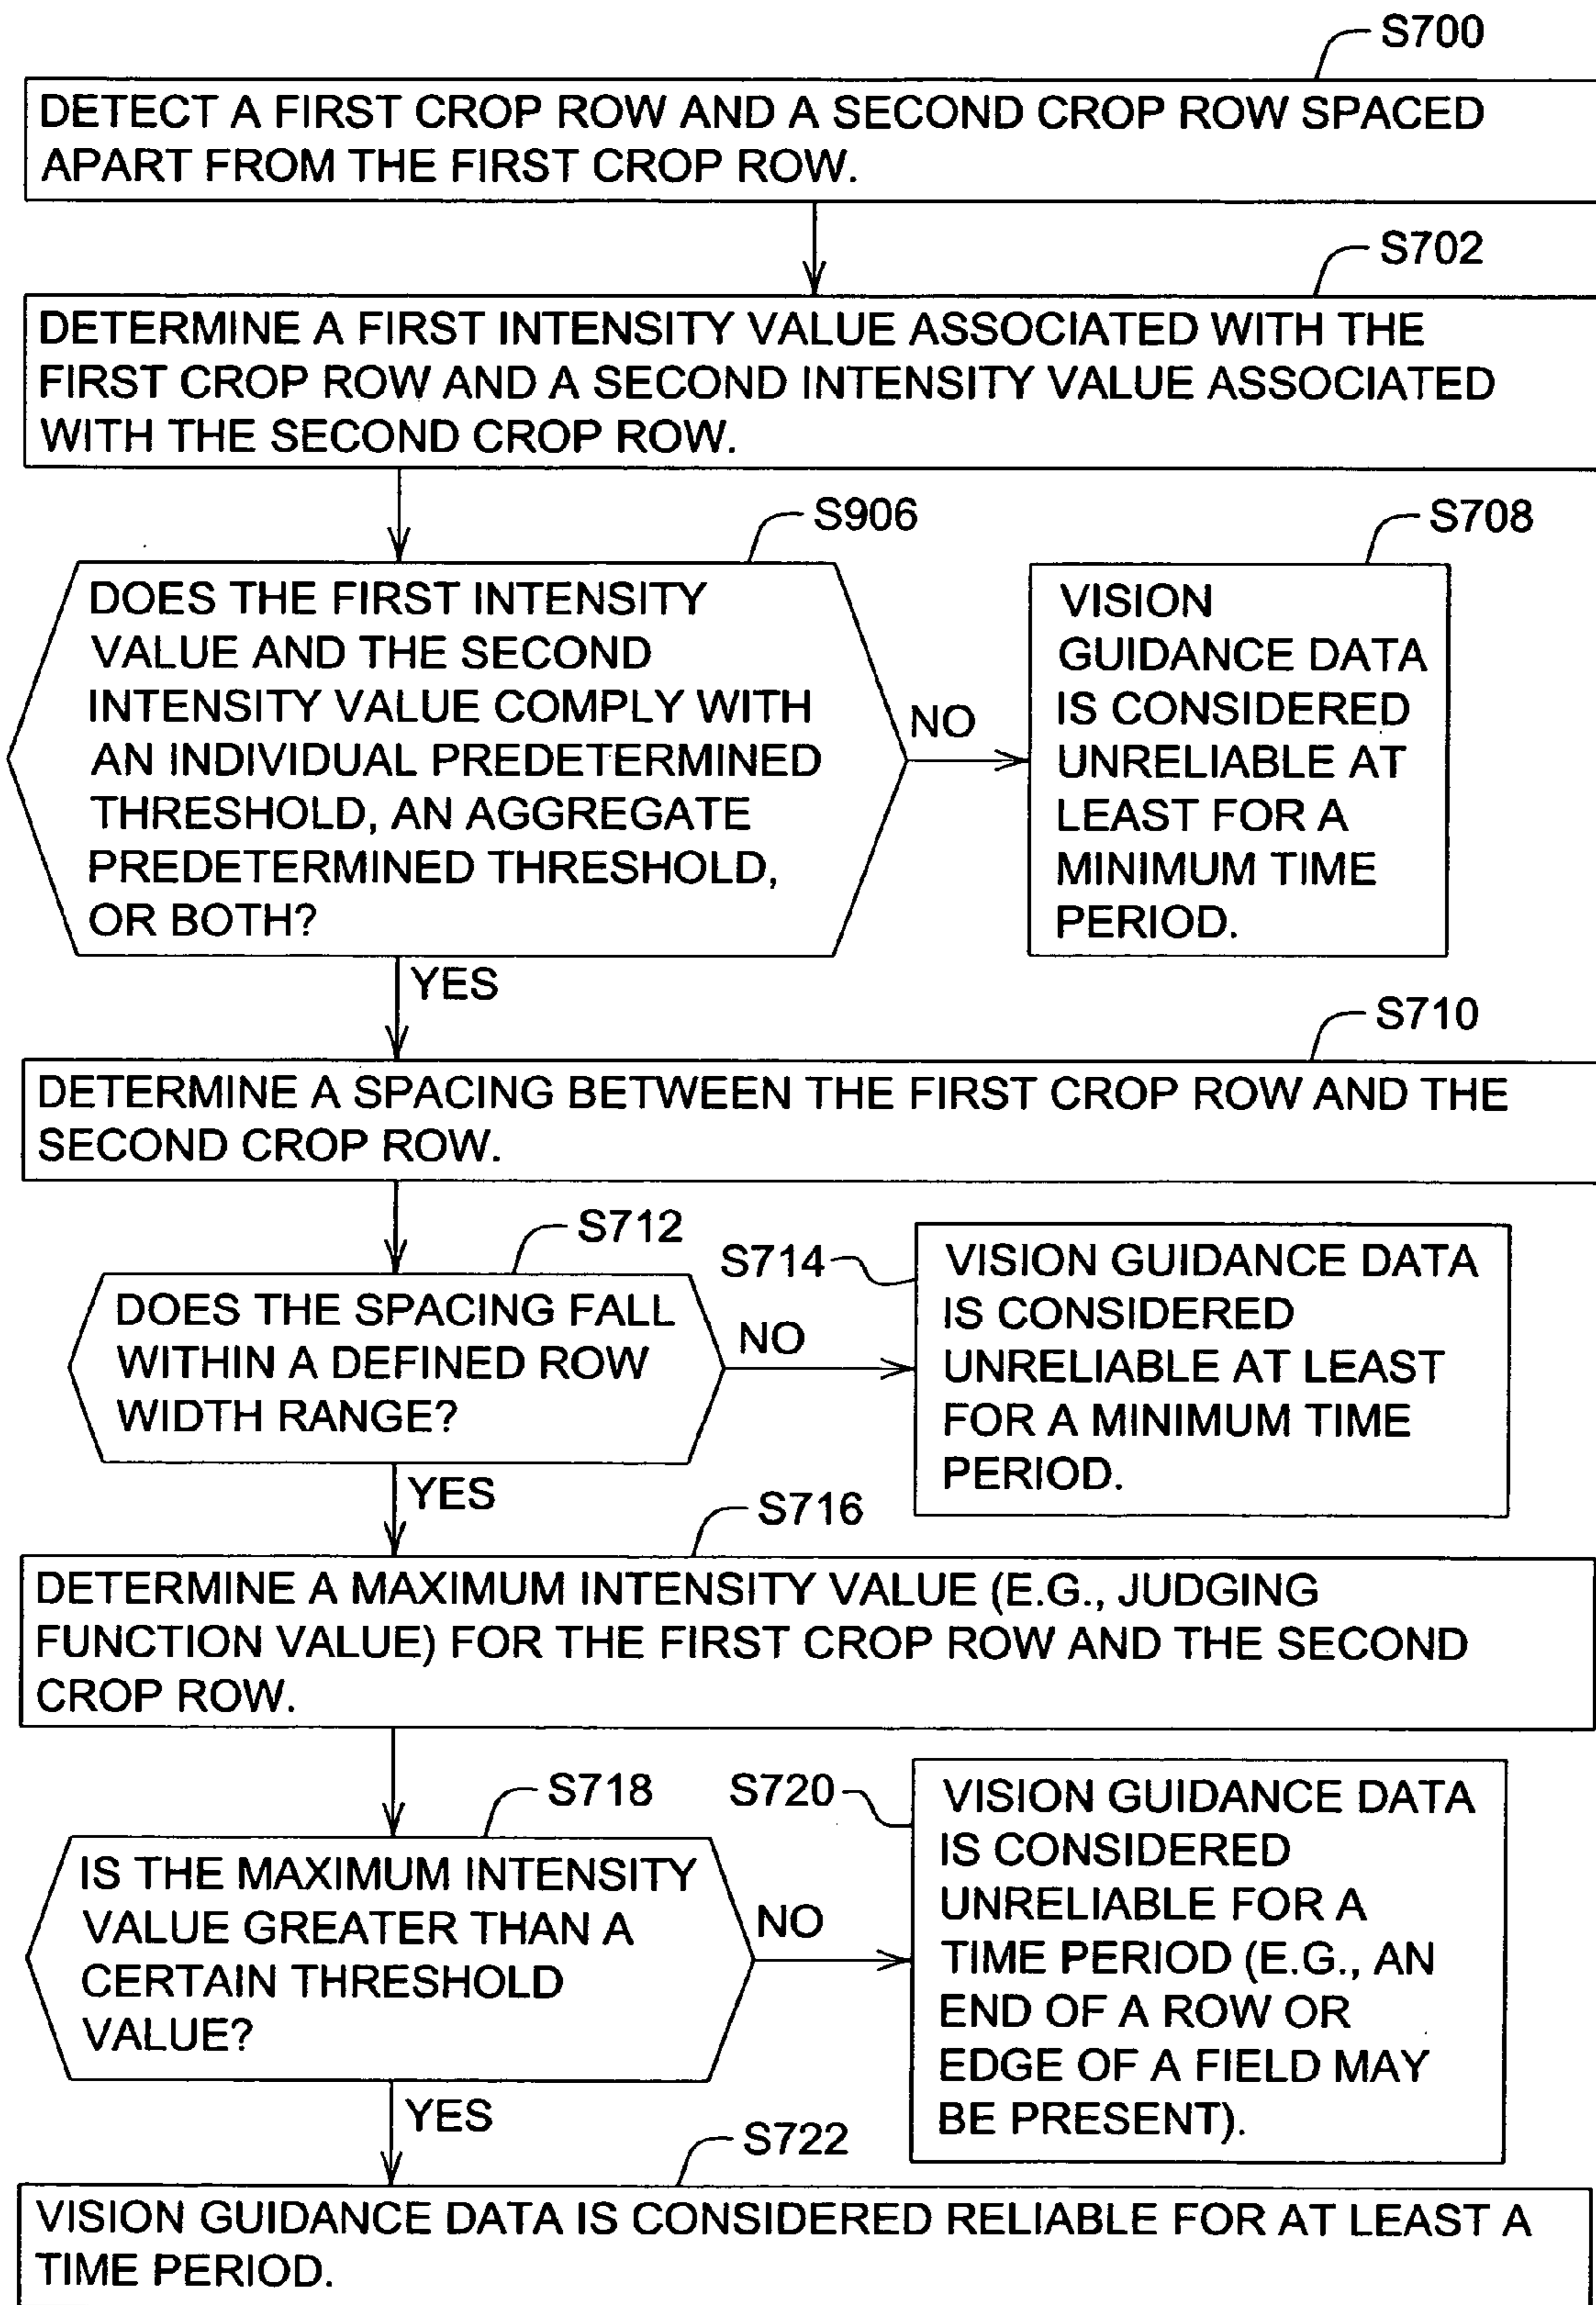 S700
DETECT A FIRST CROP ROW AND A SECOND CROP ROW SPACED
APART FROM THE FIRST CROP ROW.
S702
DETERMINE A FIRST INTENSITY VALUE ASSOCIATED WITH THE
FIRST CROP ROW AND A SECOND INTENSITY VALUE ASSOCIATED
WITH THE SECOND CROP ROW.
S906
DOES THE FIRST INTENSITY
VALUE AND THE SECOND
INTENSITY VALUE COMPLY WITH
AN INDIVIDUAL PREDETERMINED
THRESHOLD, AN AGGREGATE
PREDETERMINED THRESHOLD,
OR BOTH?
NO
S708
VISION
GUIDANCE DATA
IS CONSIDERED
UNRELIABLE AT
LEAST FOR A
MINIMUM TIME
PERIOD.
YES
S710
DETERMINE A SPACING BETWEEN THE FIRST CROP ROW AND THE
SECOND CROP ROW.
S712
DOES THE SPACING FALL
WITHIN A DEFINED ROW
WIDTH RANGE?
NO
S714
VISION GUIDANCE DATA
IS CONSIDERED
UNRELIABLE AT LEAST
FOR A MINIMUM TIME
PERIOD.
YES
S716
DETERMINE A MAXIMUM INTENSITY VALUE (E.G., JUDGING
FUNCTION VALUE) FOR THE FIRST CROP ROW AND THE SECOND
CROP ROW.
S718
IS THE MAXIMUM INTENSITY
VALUE GREATER THAN A
CERTAIN THRESHOLD
VALUE?
NO
S720
VISION GUIDANCE DATA
IS CONSIDERED
UNRELIABLE FOR A
TIME PERIOD (E.G., AN
END OF A ROW OR
EDGE OF A FIELD MAY
BE PRESENT).
YES
S722
VISION GUIDANCE DATA IS CONSIDERED RELIABLE FOR AT LEAST A
TIME PERIOD.